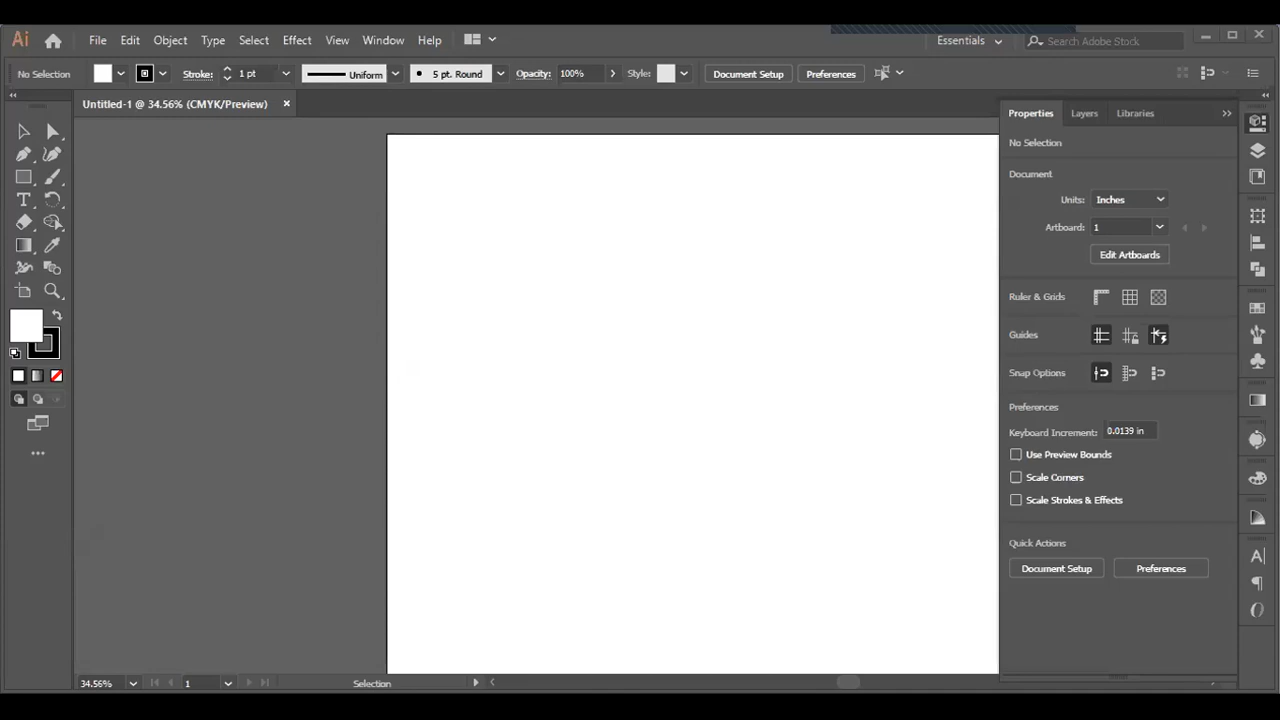 Ai File Edit Object Type Select Effect View Window Help Essentials Search Adobe Stock
No Selection Stroke: 1 pt Uniform 5 pt. Round Opacity: 100% Style: Document Setup Preferences
Untitled-1 @ 34.56% (CMYK/Preview)
Properties Layers Libraries
No Selection
Document
Units: Inches
Artboard: 1
Edit Artboards
Ruler & Grids
Guides
Snap Options
Preferences
Keyboard Increment: 0.0139 in
Use Preview Bounds
Scale Corners
Scale Strokes & Effects
Quick Actions
Document Setup Preferences
34.56% 1 Selection